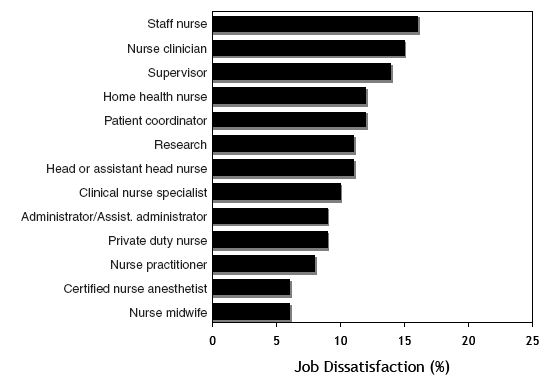 Staff nurse
Nurse clinician
Supervisor
Home health nurse
Patient coordinator
Research
Head or assistant head nurse
Clinical nurse specialist
Administrator/Assist. administrator
Private duty nurse
Nurse practitioner
Certified nurse anesthetist
Nurse midwife
0 5 10 15 20 25
Job Dissatisfaction (%)